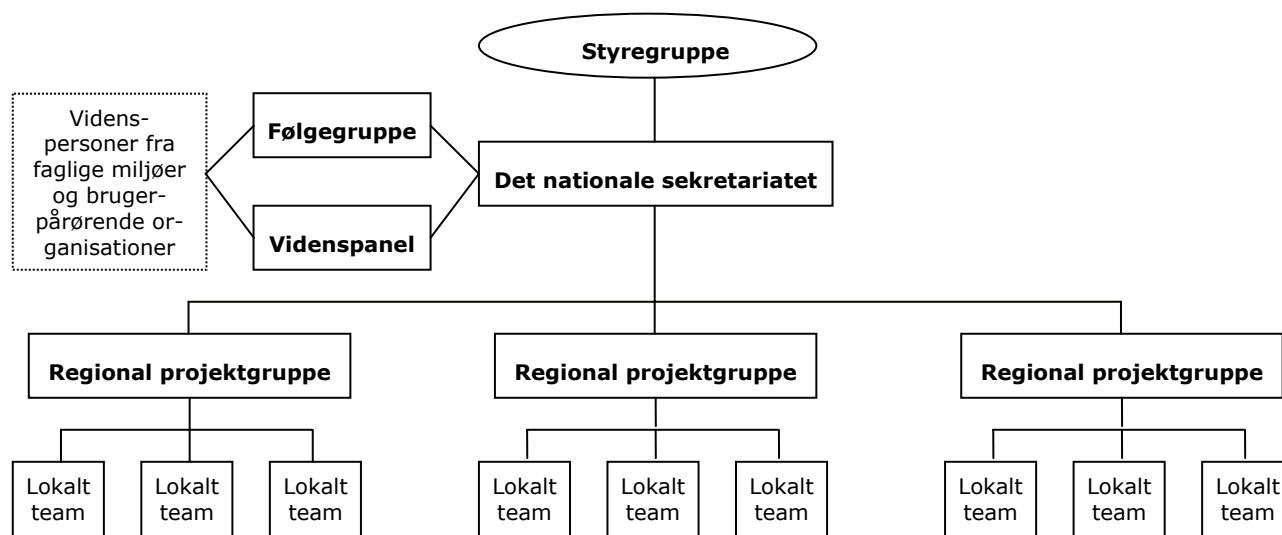 Styregruppe
Videns-
personer fra
faglige miljøer
og bruger-
pårørende or-
ganisationer
Følgegruppe
Videnspanel
Det nationale sekretariatet
Regional projektgruppe
Regional projektgruppe
Regional projektgruppe
Lokalt
team
Lokalt
team
Lokalt
team
Lokalt
team
Lokalt
team
Lokalt
team
Lokalt
team
Lokalt
team
Lokalt
team